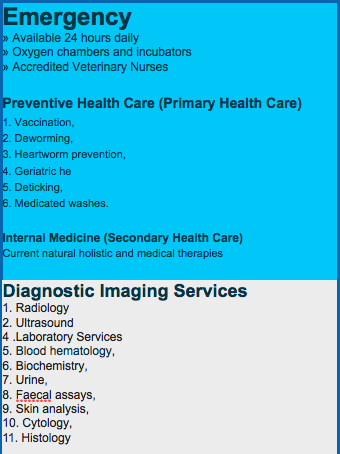 Emergency
» Available 24 hours daily
» Oxygen chambers and incubators
» Accredited Veterinary Nurses
Preventive Health Care (Primary Health Care)
1. Vaccination,
2. Deworming,
3. Heartworm prevention,
4. Geriatric he
5. Deticking,
6. Medicated washes.
Internal Medicine (Secondary Health Care)
Current natural holistic and medical therapies
Diagnostic Imaging Services
1. Radiology
2. Ultrasound
4 .Laboratory Services
5. Blood hematology,
6. Biochemistry,
7. Urine,
8. Faecal assays,
9. Skin analysis,
10. Cytology,
11. Histology